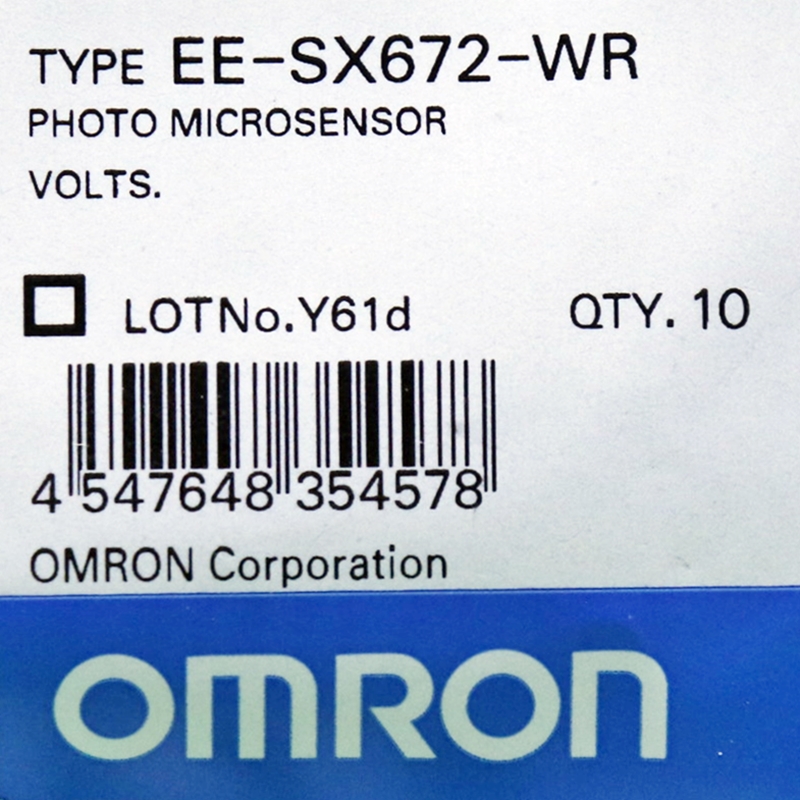 TYPE EE-SX672-WR
PHOTO MICROSENSOR
VOLTS.
LOTNo.Y61d QTY. 10
4 547648 354578
OMRON Corporation
OMRON